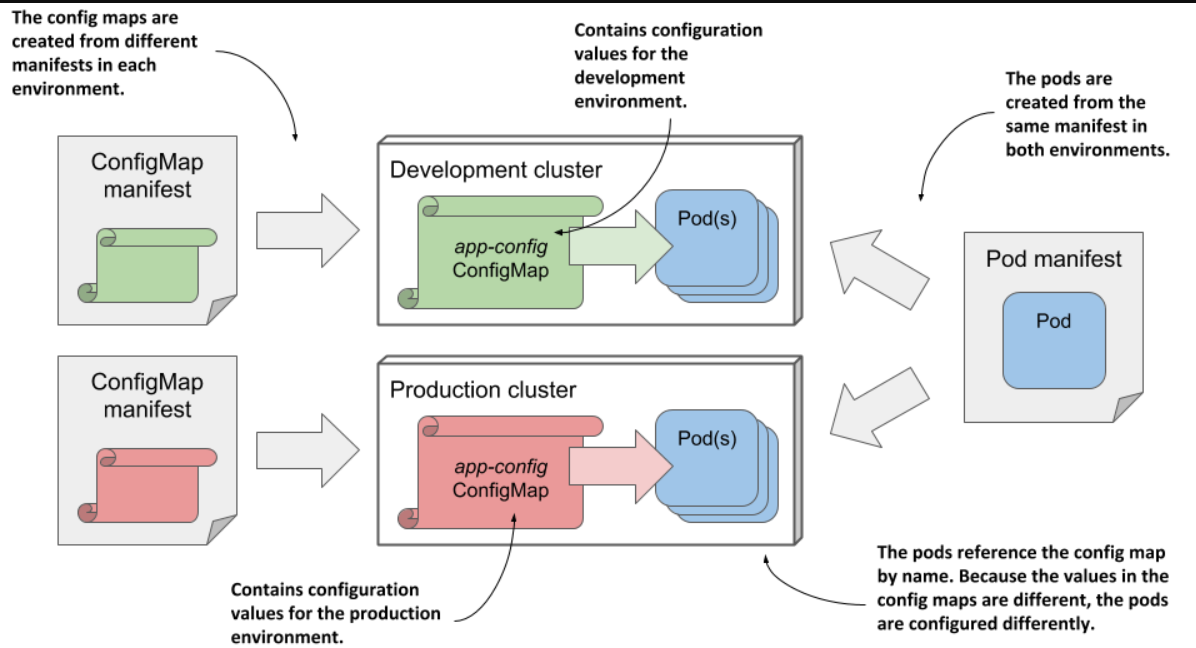 The config maps are
created from different
manifests in each
environment.
Contains configuration
values for the
development
environment.
The pods are
created from the
same manifest in
both environments.
ConfigMap
manifest
Development cluster
app-config
ConfigMap
Pod(s)
Pod manifest
Pod
ConfigMap
manifest
Production cluster
app-config
ConfigMap
Pod(s)
Contains configuration
values for the production
environment.
The pods reference the config map
by name. Because the values in the
config maps are different, the pods
are configured differently.